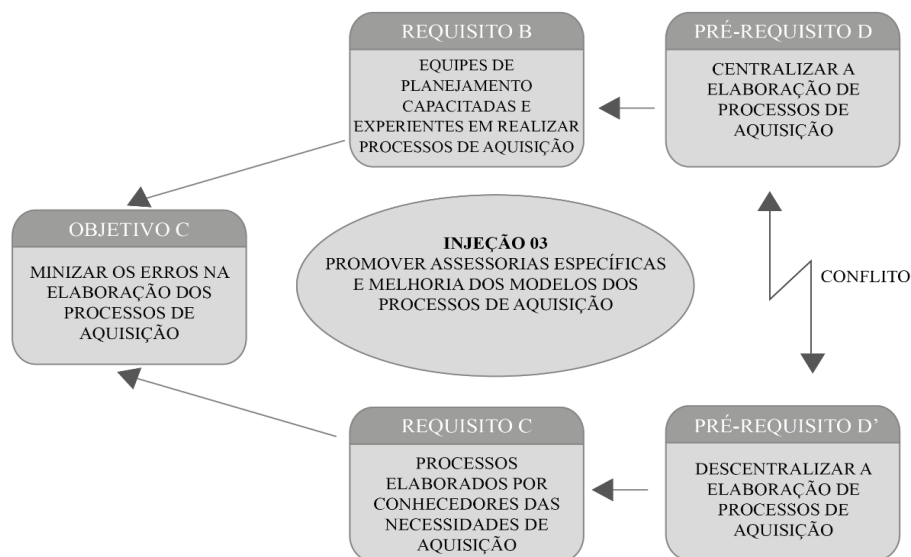 REQUISITO B
EQUIPES DE
PLANEJAMENTO
CAPACITADAS E
EXPERIENTES EM REALIZAR
PROCESSOS DE AQUISIÇÃO
PRÉ-REQUISITO D
CENTRALIZAR A
ELABORAÇÃO DE
PROCESSOS DE
AQUISIÇÃO
OBJETIVO C
MINIZAR OS ERROS NA
ELABORAÇÃO DOS
PROCESSOS DE
AQUISIÇÃO
INJEÇÃO 03
PROMOVER ASSESSORIAS ESPECÍFICAS
E MELHORIA DOS MODELOS DOS
PROCESSOS DE AQUISIÇÃO
CONFLITO
REQUISITO C
PROCESSOS
ELABORADOS POR
CONHECEDORES DAS
NECESSIDADES DE
AQUISIÇÃO
PRÉ-REQUISITO D’
DESCENTRALIZAR A
ELABORAÇÃO DE
PROCESSOS DE
AQUISIÇÃO